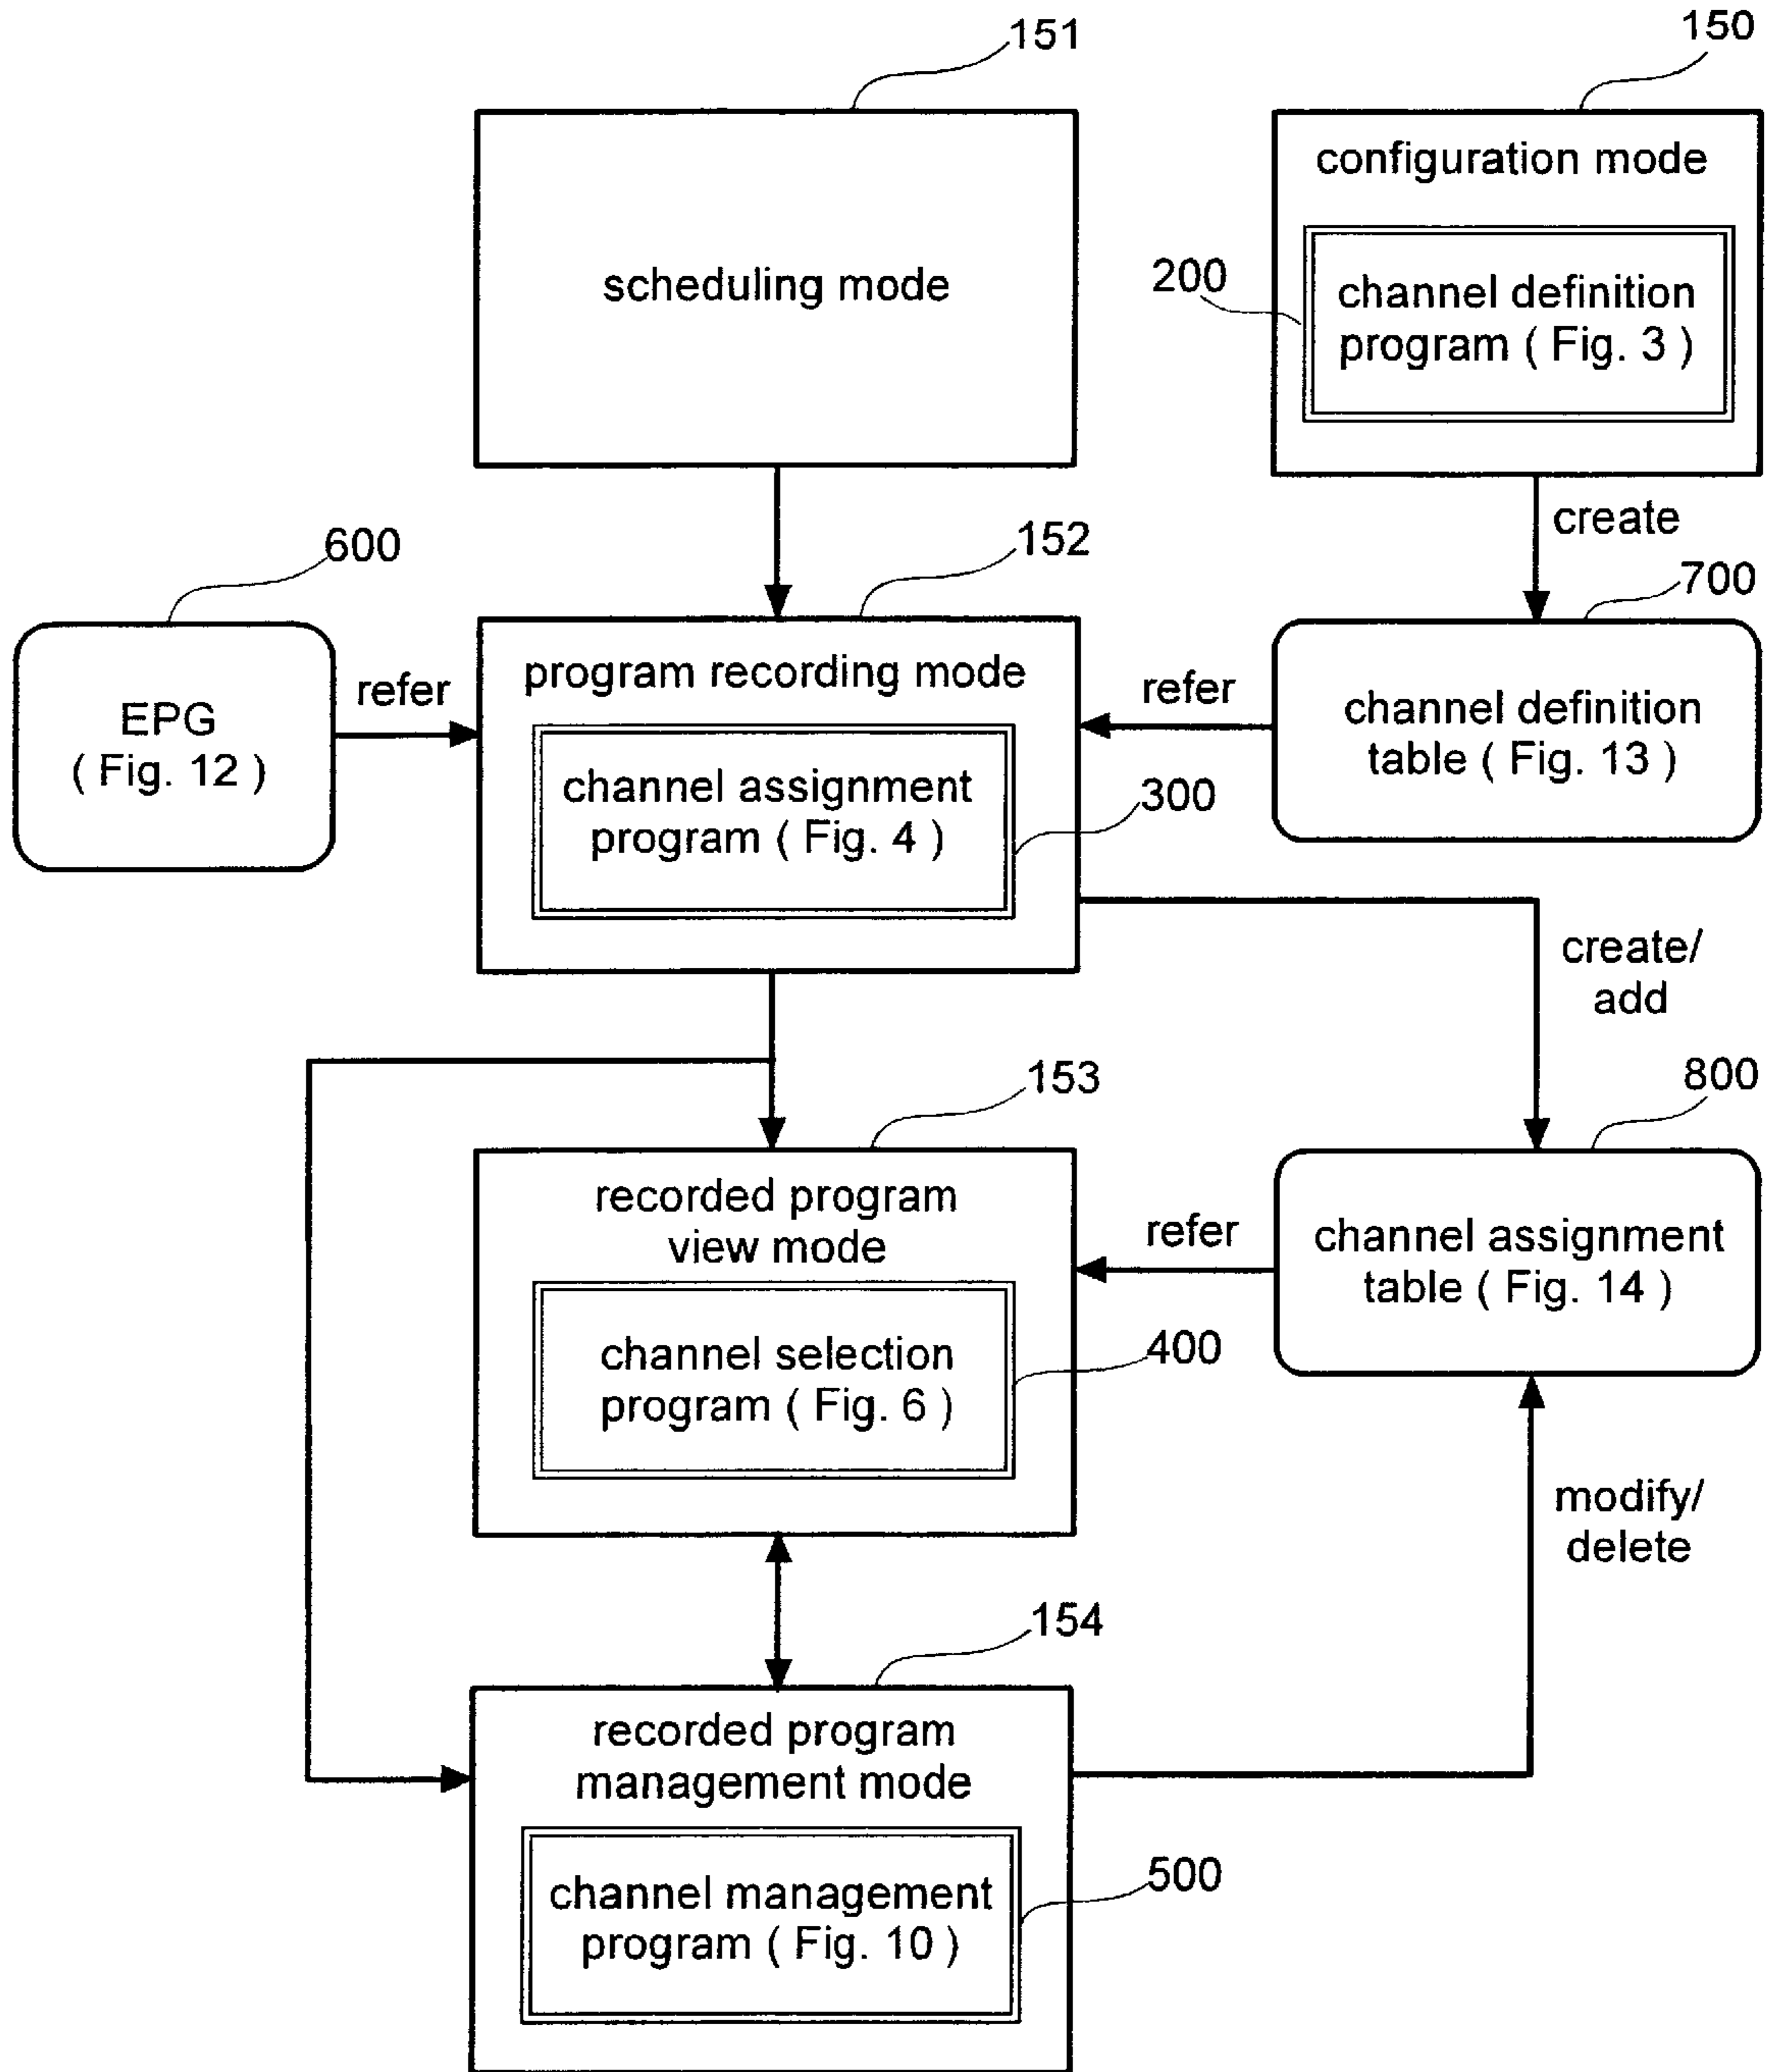 151
150
scheduling mode
configuration mode
200
channel definition
program ( Fig. 3 )
create
600
152
700
EPG
( Fig. 12 )
refer
program recording mode
channel assignment
program ( Fig. 4 )
300
refer
channel definition
table ( Fig. 13 )
create/
add
153
800
recorded program
view mode
channel selection
program ( Fig. 6 )
400
refer
channel assignment
table ( Fig. 14 )
modify/
delete
154
recorded program
management mode
channel management
program ( Fig. 10 )
500